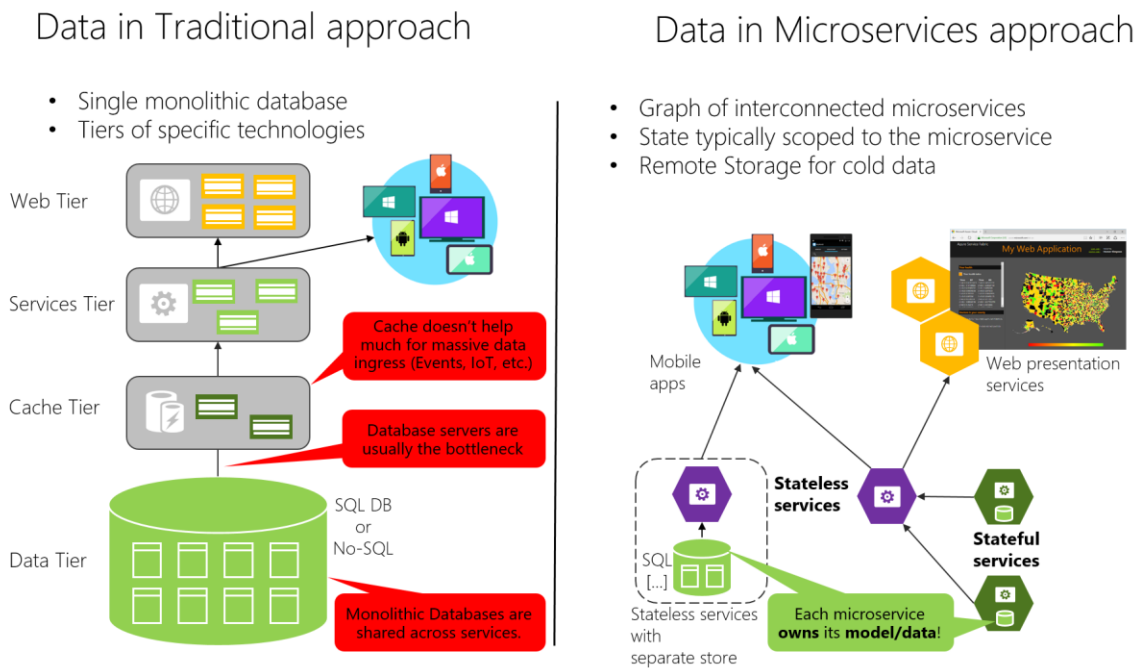 Data in Traditional approach
• Single monolithic database
• Tiers of specific technologies
Web Tier
Services Tier
Cache doesn't help
much for massive data
ingress (Events, IoT, etc.)
Cache Tier
Database servers are
usually the bottleneck
SQL DB
or
No-SQL
Data Tier
Monolithic Databases are
shared across services.
Data in Microservices approach
• Graph of interconnected microservices
• State typically scoped to the microservice
• Remote Storage for cold data
My Web Application
Mobile
apps
Web presentation
services
Stateless
services
SQL
[...]
Stateful
services
Stateless services
with
separate store
Each microservice
owns its model/data!